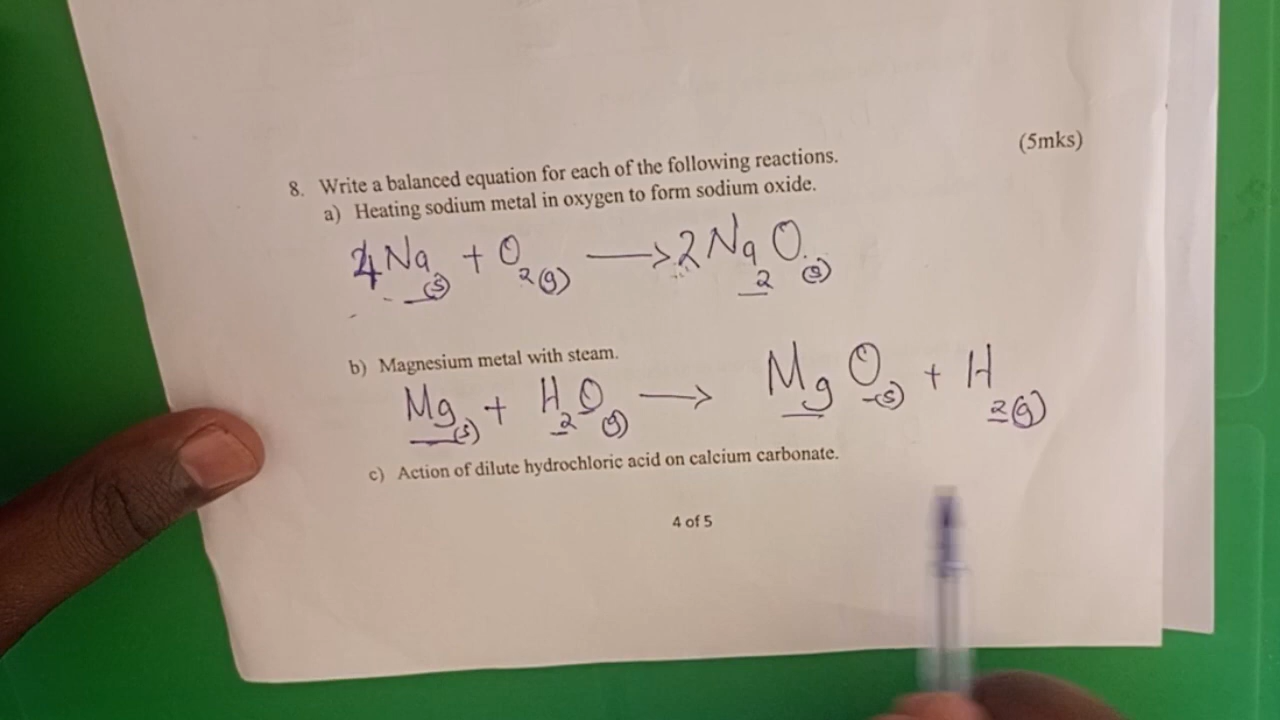 (5mks)
8. Write a balanced equation for each of the following reactions.
a) Heating sodium metal in oxygen to form sodium oxide.
4Na(s) + O2(g) → 2Na2O(s)
b) Magnesium metal with steam.
Mg(s) + H2O(g) → MgO(s) + H2(g)
c) Action of dilute hydrochloric acid on calcium carbonate.
4 of 5